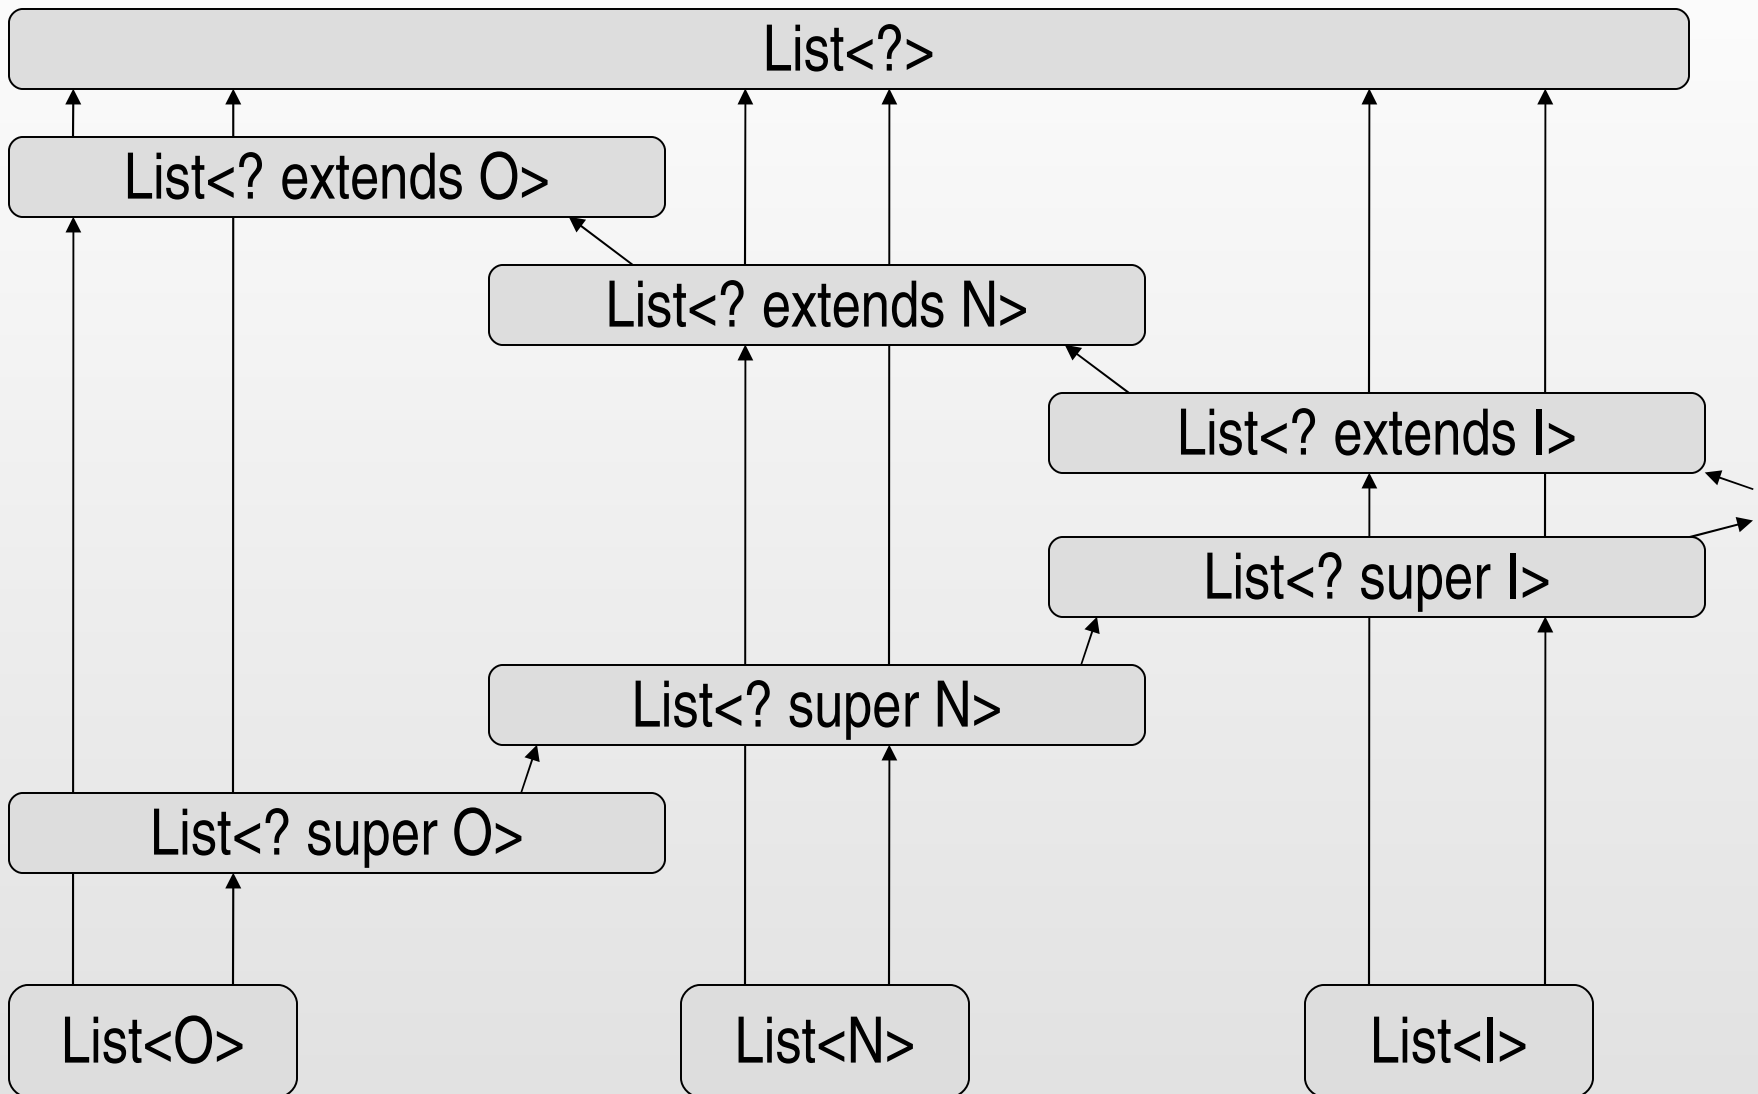 List<?>
List<? extends O>
List<? extends N>
List<? extends I>
List<? super I>
List<? super N>
List<? super O>
List<O>
List<N>
List<I>